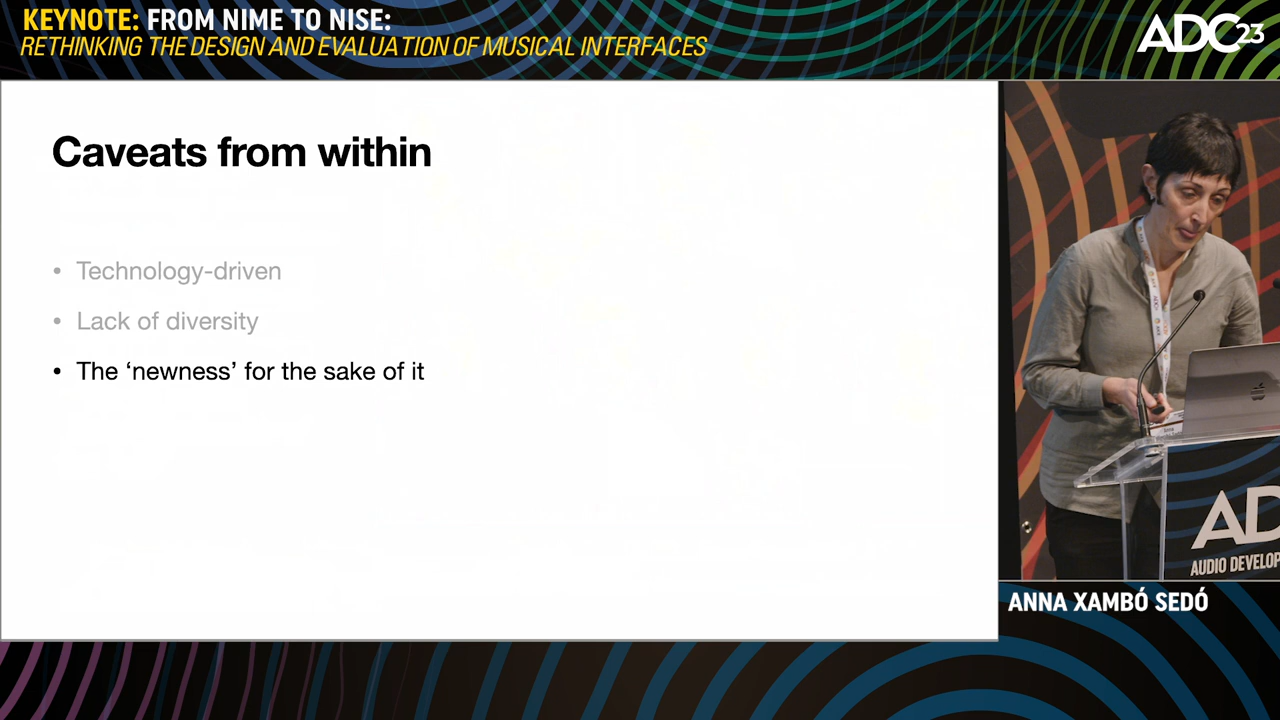 KEYNOTE: FROM NIME TO NISE:
RETHINKING THE DESIGN AND EVALUATION OF MUSICAL INTERFACES
ADC23
Caveats from within
• Technology-driven
• Lack of diversity
• The ‘newness’ for the sake of it
AD
AUDIO DEVELOP
ANNA XAMBÓ SEDÓ